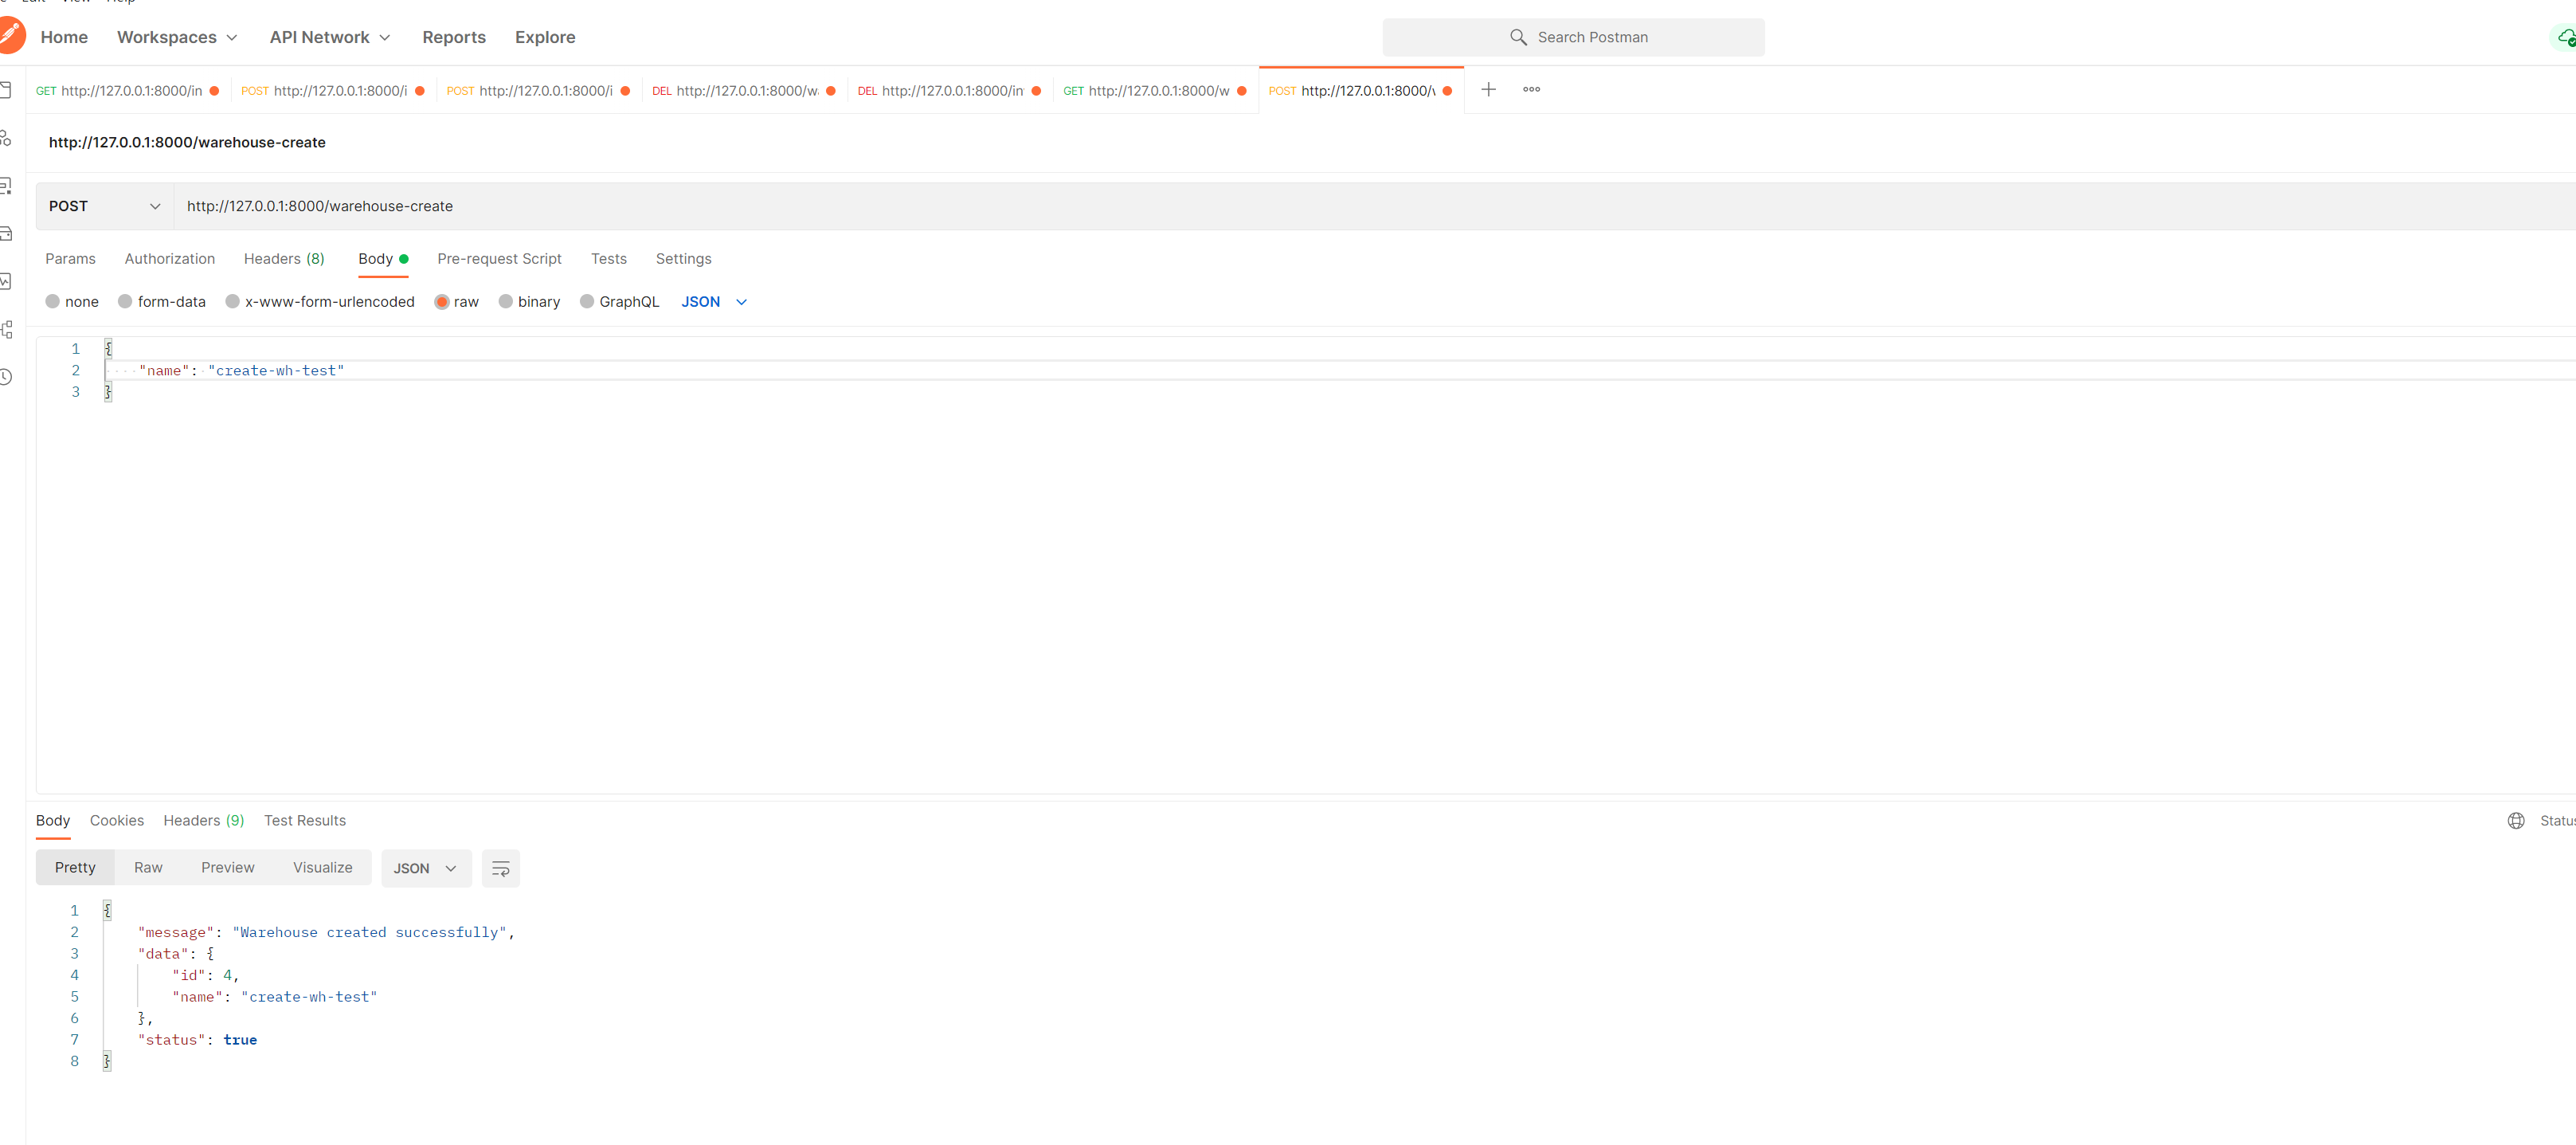 Edit View Help
Home Workspaces API Network Reports Explore Search Postman
GET http://127.0.0.1:8000/in POST http://127.0.0.1:8000/i POST http://127.0.0.1:8000/i DEL http://127.0.0.1:8000/w DEL http://127.0.0.1:8000/in GET http://127.0.0.1:8000/w POST http://127.0.0.1:8000/
http://127.0.0.1:8000/warehouse-create
POST http://127.0.0.1:8000/warehouse-create
Params Authorization Headers (8) Body Pre-request Script Tests Settings
none form-data x-www-form-urlencoded raw binary GraphQL JSON
1 {
2 "name": "create-wh-test"
3 }
Body Cookies Headers (9) Test Results Statu
Pretty Raw Preview Visualize JSON
1 {
2 "message": "Warehouse created successfully",
3 "data": {
4 "id": 4,
5 "name": "create-wh-test"
6 },
7 "status": true
8 }